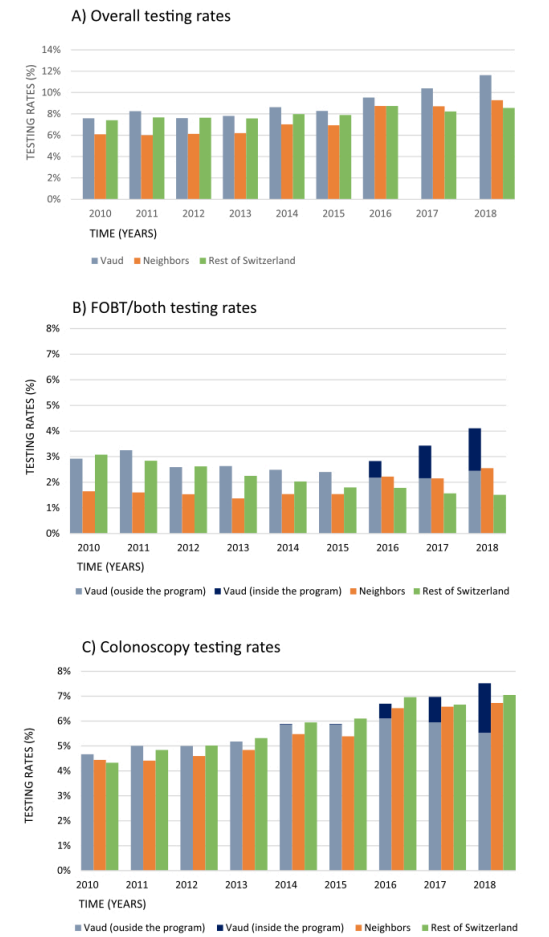 A) Overall testing rates
14%
12%
10%
8%
6%
4%
2%
0%
TESTING RATES (%)
2010 2011 2012 2013 2014 2015 2016 2017 2018
TIME (YEARS)
Vaud Neighbors Rest of Switzerland
B) FOBT/both testing rates
8%
7%
6%
5%
4%
3%
2%
1%
0%
TESTING RATES (%)
2010 2011 2012 2013 2014 2015 2016 2017 2018
TIME (YEARS)
Vaud (ouside the program) Vaud (inside the program) Neighbors Rest of Switzerland
C) Colonoscopy testing rates
8%
7%
6%
5%
4%
3%
2%
1%
0%
TESTING RATES (%)
2010 2011 2012 2013 2014 2015 2016 2017 2018
TIME (YEARS)
Vaud (ouside the program) Vaud (inside the program) Neighbors Rest of Switzerland